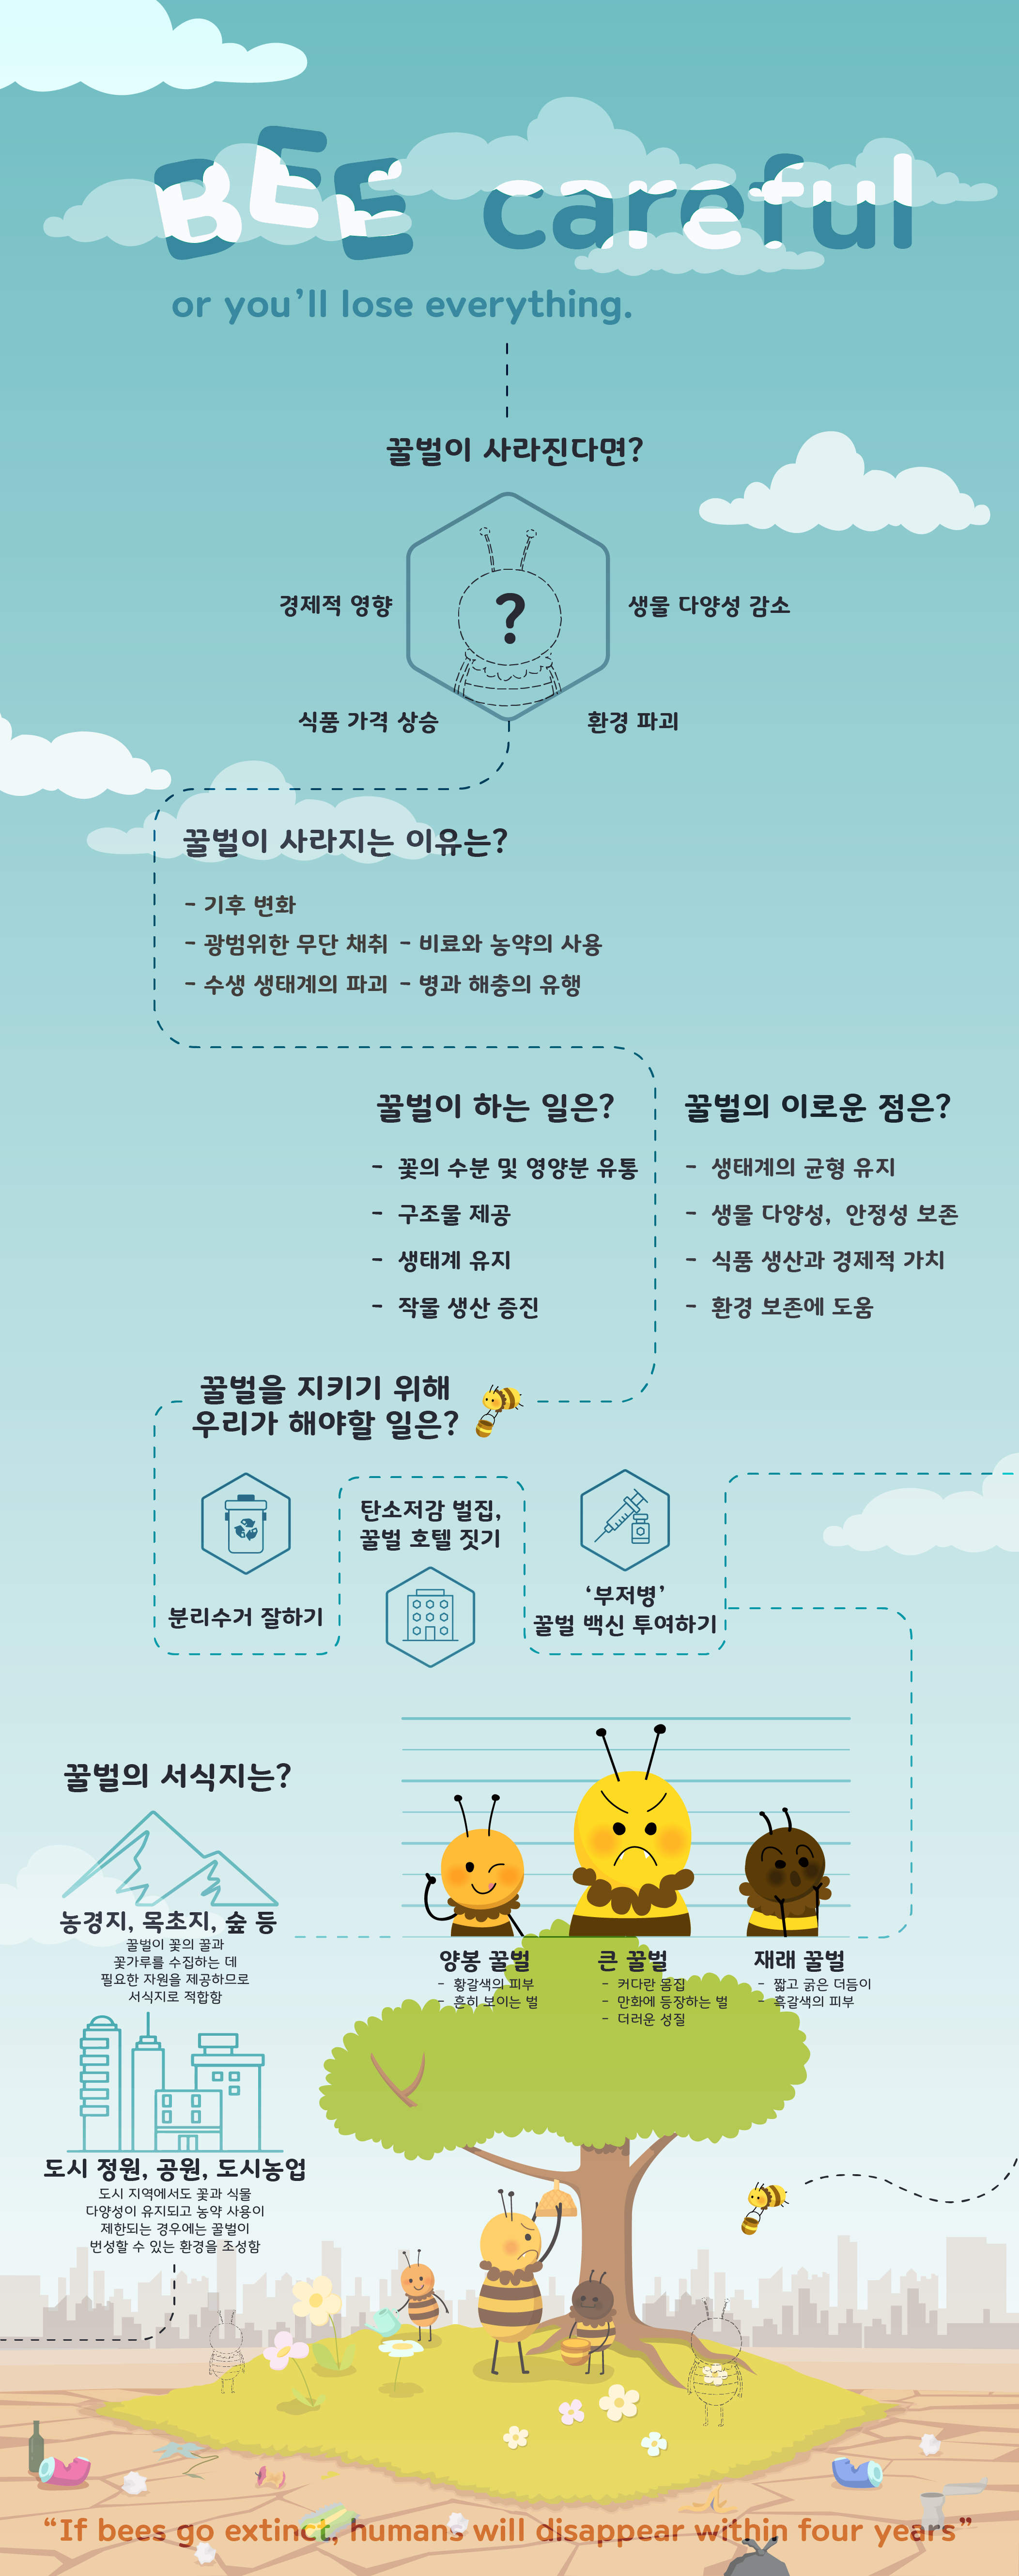 BEE careful
or you'll lose everything.
꿀벌이 사라진다면?
?
경제적 영향
생물 다양성 감소
식품 가격 상승
환경 파괴
꿀벌이 사라지는 이유는?
- 기후 변화
- 광범위한 무단 채취 - 비료와 농약의 사용
- 수생 생태계의 파괴 - 병과 해충의 유행
꿀벌이 하는 일은?
- 꽃의 수분 및 영양분 유통
- 구조물 제공
- 생태계 유지
- 작물 생산 증진
꿀벌의 이로운 점은?
- 생태계의 균형 유지
- 생물 다양성, 안정성 보존
- 식품 생산과 경제적 가치
- 환경 보존에 도움
꿀벌을 지키기 위해
우리가 해야할 일은?
분리수거 잘하기
탄소저감 벌집,
꿀벌 호텔 짓기
‘부저병’
꿀벌 백신 투여하기
꿀벌의 서식지는?
농경지, 목초지, 숲 등
꿀벌이 꽃의 꿀과
꽃가루를 수집하는 데
필요한 자원을 제공하므로
서식지로 적합함
도시 정원, 공원, 도시농업
도시 지역에서도 꽃과 식물
다양성이 유지되고 농약 사용이
제한되는 경우에는 꿀벌이
번성할 수 있는 환경을 조성함
양봉 꿀벌
- 황갈색의 피부
- 흔히 보이는 벌
큰 꿀벌
- 커다란 몸집
- 만화에 등장하는 벌
- 더러운 성질
재래 꿀벌
- 짧고 굵은 더듬이
- 흑갈색의 피부
“If bees go extinct, humans will disappear within four years”